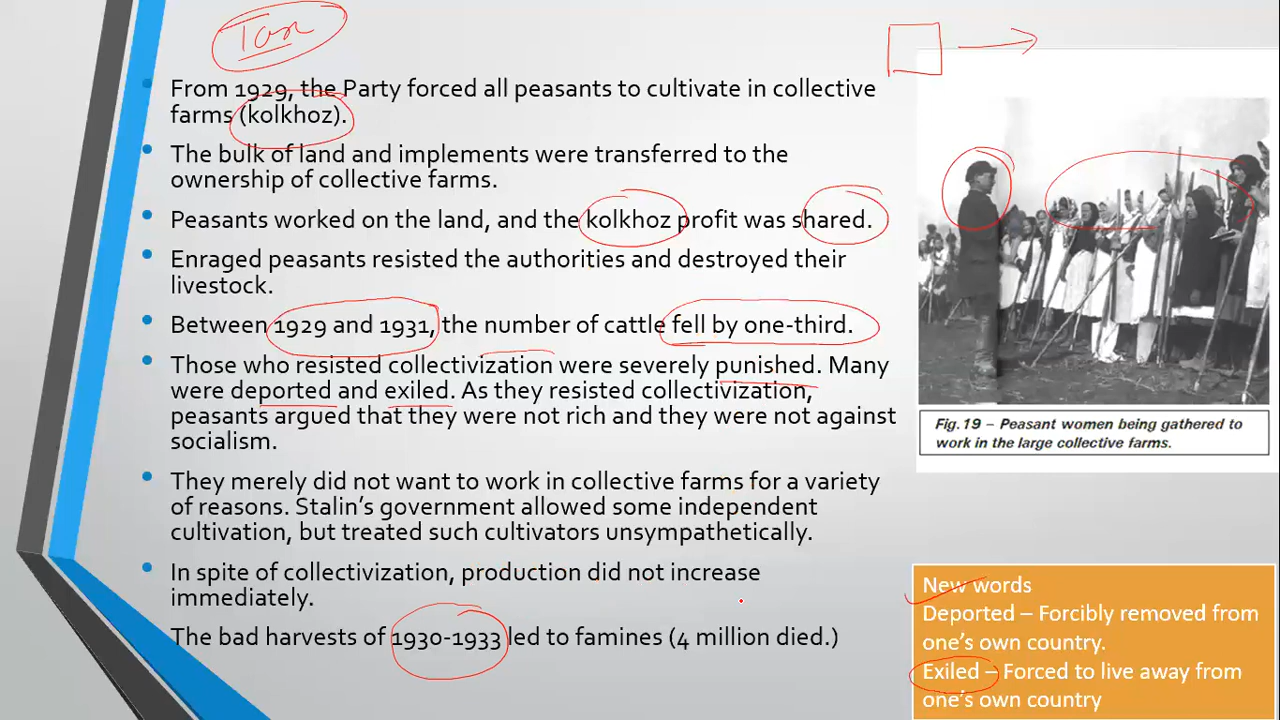 • From 1929, the Party forced all peasants to cultivate in collective
farms (kolkhoz).
• The bulk of land and implements were transferred to the
ownership of collective farms.
• Peasants worked on the land, and the kolkhoz profit was shared.
• Enraged peasants resisted the authorities and destroyed their
livestock.
• Between 1929 and 1931, the number of cattle fell by one-third.
• Those who resisted collectivization were severely punished. Many
were deported and exiled. As they resisted collectivization,
peasants argued that they were not rich and they were not against
socialism.
• They merely did not want to work in collective farms for a variety
of reasons. Stalin’s government allowed some independent
cultivation, but treated such cultivators unsympathetically.
• In spite of collectivization, production did not increase
immediately.
The bad harvests of 1930-1933 led to famines (4 million died.)
Fig.19 – Peasant women being gathered to
work in the large collective farms.
New words
Deported – Forcibly removed from
one’s own country.
Exiled – Forced to live away from
one’s own country